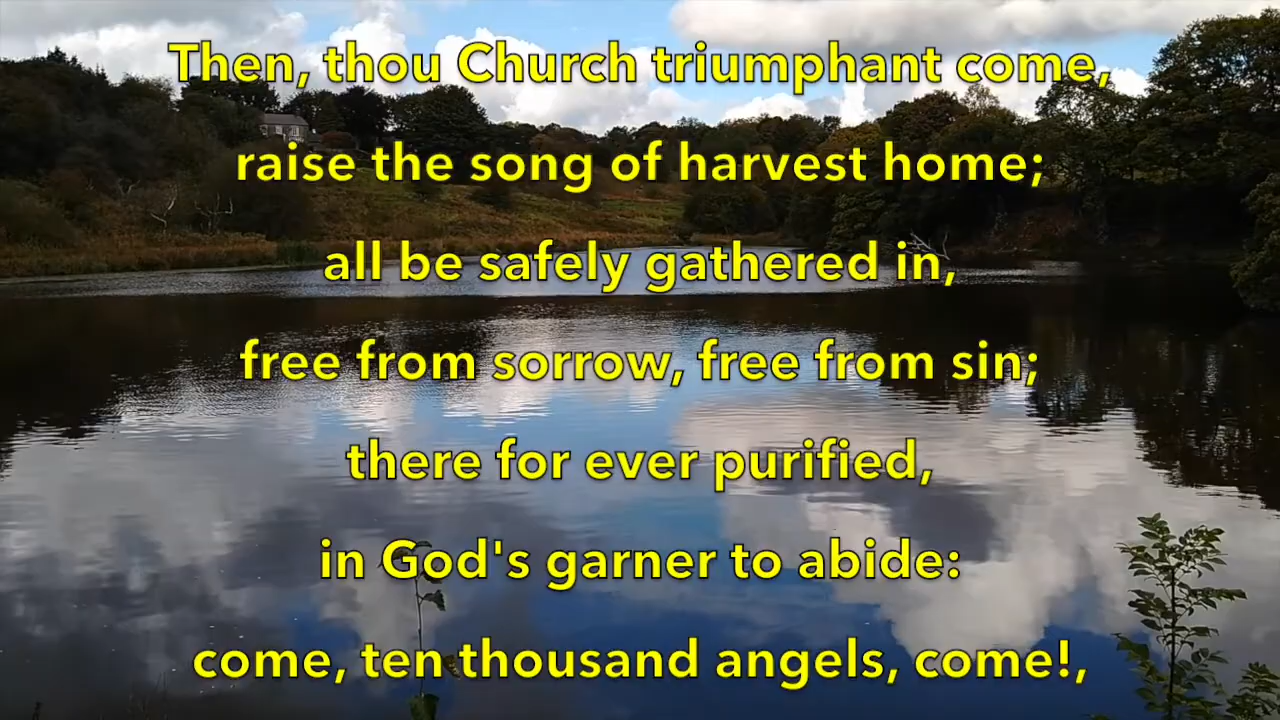 Then, thou Church triumphant come,
raise the song of harvest home;
all be safely gathered in,
free from sorrow, free from sin;
there for ever purified,
in God's garner to abide:
come, ten thousand angels, come!,